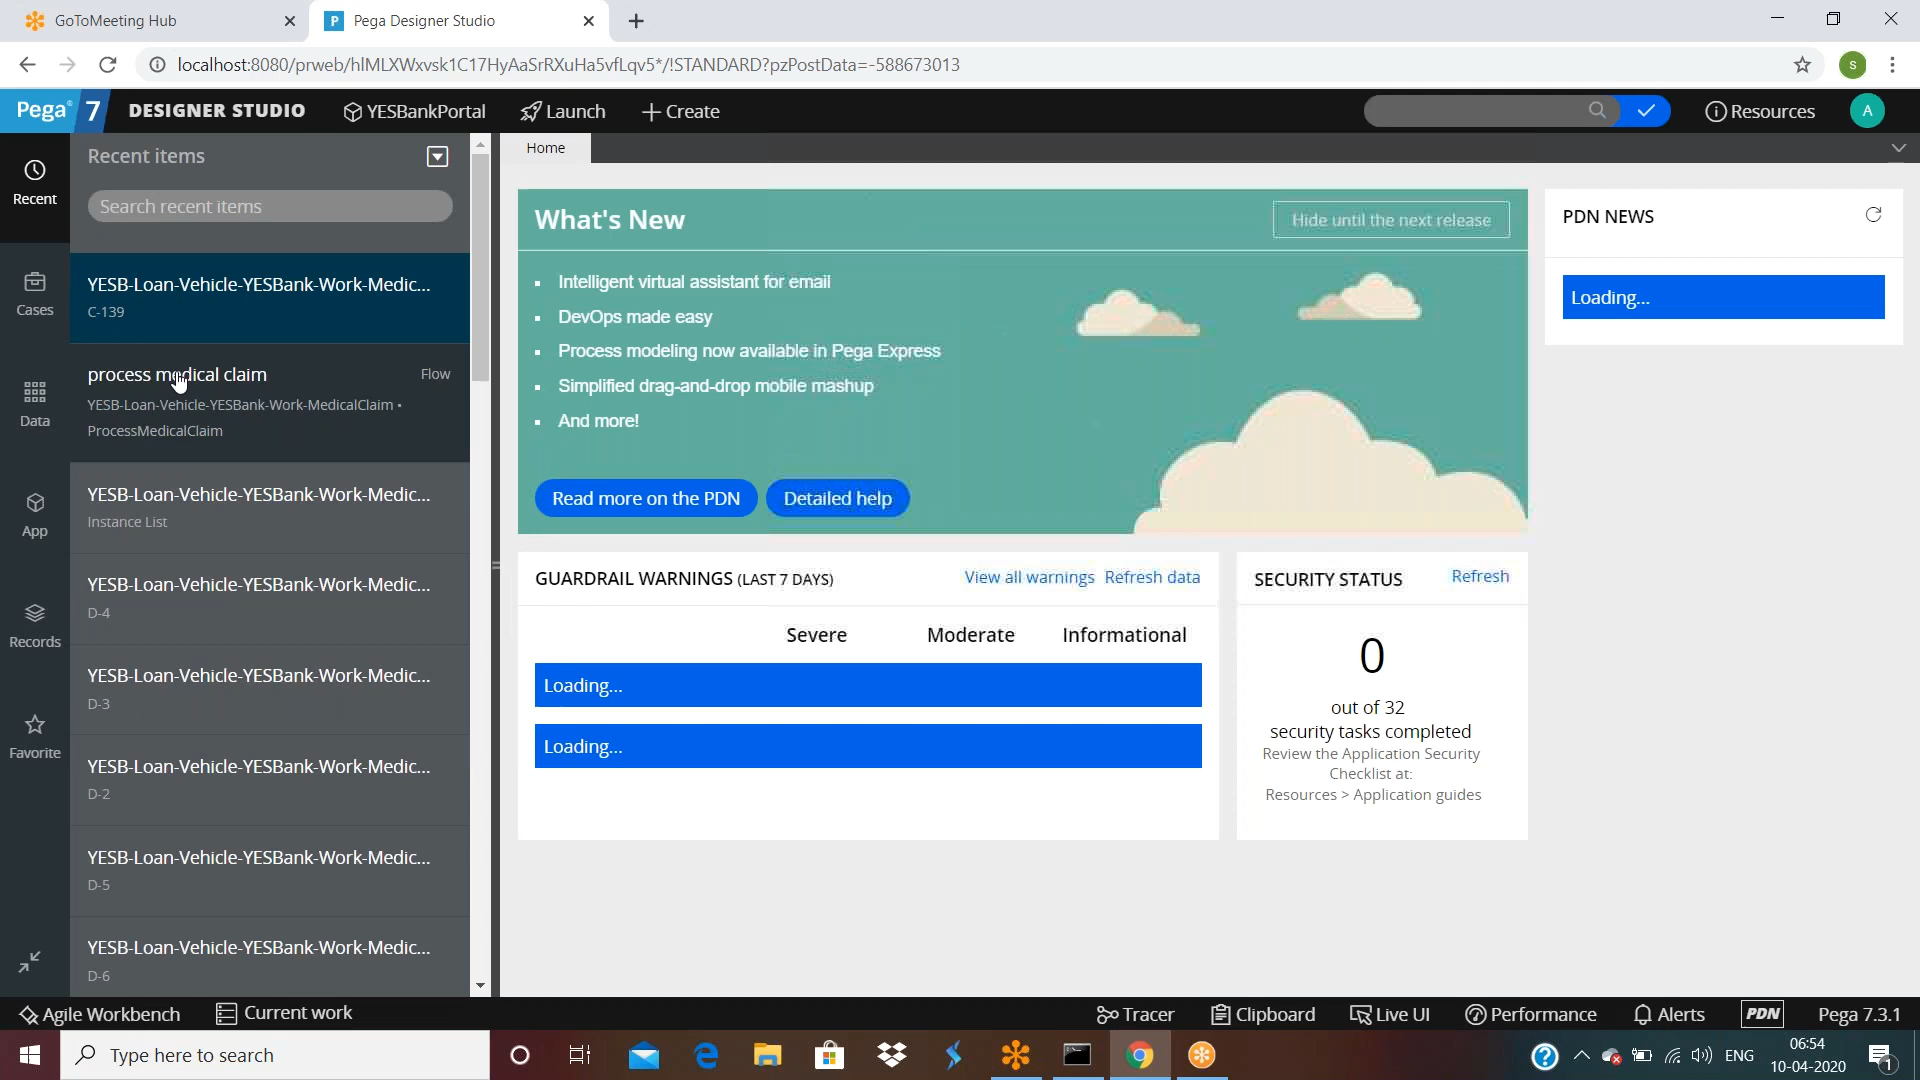 GoToMeeting Hub
P Pega Designer Studio
localhost:8080/prweb/hIMLXWxvsk1C17HyAaSrRXuHa5vfLqv5*/!STANDARD?pzPostData=-588673013
S
Pega 7 DESIGNER STUDIO YESBankPortal Launch Create Resources A
Recent
Cases
Data
App
Records
Favorite
Recent items
Search recent items
YESB-Loan-Vehicle-YESBank-Work-Medic...
C-139
process medical claim Flow
YESB-Loan-Vehicle-YESBank-Work-MedicalClaim •
ProcessMedicalClaim
YESB-Loan-Vehicle-YESBank-Work-Medic...
Instance List
YESB-Loan-Vehicle-YESBank-Work-Medic...
D-4
YESB-Loan-Vehicle-YESBank-Work-Medic...
D-3
YESB-Loan-Vehicle-YESBank-Work-Medic...
D-2
YESB-Loan-Vehicle-YESBank-Work-Medic...
D-5
YESB-Loan-Vehicle-YESBank-Work-Medic...
D-6
Home
What's New
Hide until the next release
Intelligent virtual assistant for email
DevOps made easy
Process modeling now available in Pega Express
Simplified drag-and-drop mobile mashup
And more!
Read more on the PDN Detailed help
PDN NEWS
Loading...
GUARDRAIL WARNINGS (LAST 7 DAYS) View all warnings Refresh data
Severe Moderate Informational
Loading...
Loading...
SECURITY STATUS Refresh
0
out of 32
security tasks completed
Review the Application Security
Checklist at:
Resources > Application guides
Agile Workbench Current work Tracer Clipboard Live UI Performance Alerts PDN Pega 7.3.1
Type here to search
ENG
06:54
10-04-2020
1